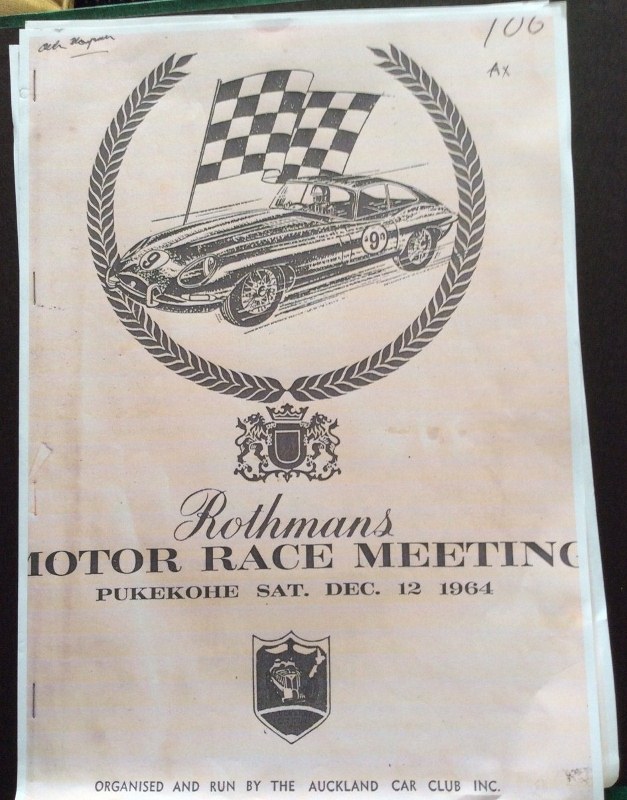 106
AX
9
9
Rothmans
MOTOR RACE MEETING
PUKEKOHE SAT. DEC. 12 1964
ORGANISED AND RUN BY THE AUCKLAND CAR CLUB INC.